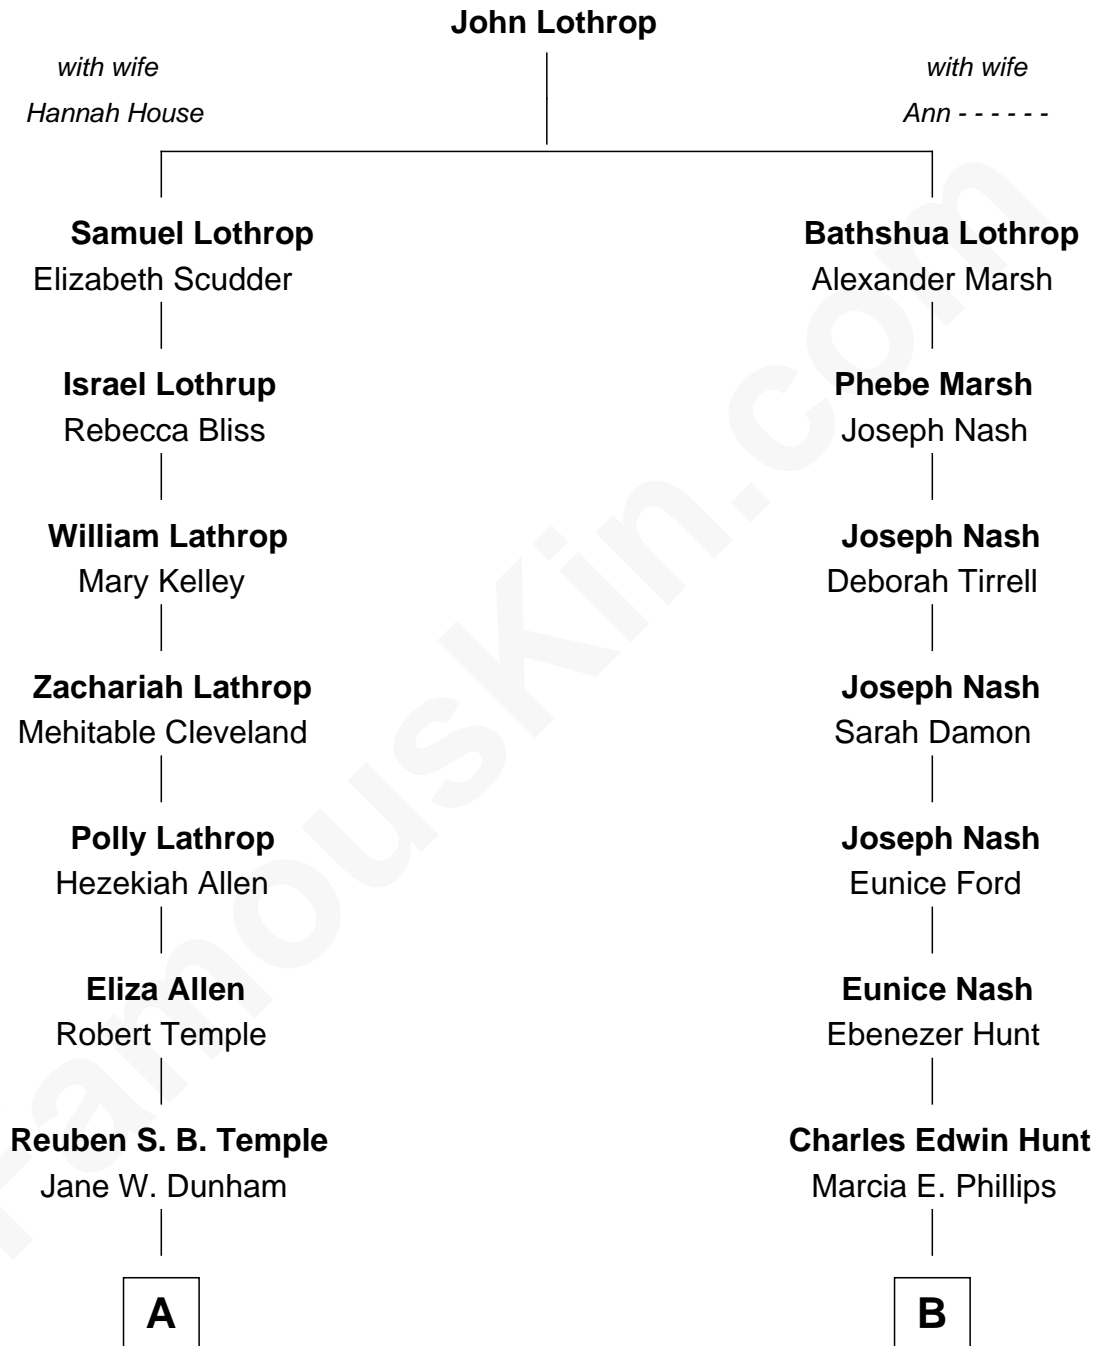 John Lothrop
with wife
Hannah House
with wife
Ann - - - - - -
Samuel Lothrop
Elizabeth Scudder
Bathshua Lothrop
Alexander Marsh
Israel Lothrup
Rebecca Bliss
Phebe Marsh
Joseph Nash
William Lathrop
Mary Kelley
Joseph Nash
Deborah Tirrell
Zachariah Lathrop
Mehitable Cleveland
Joseph Nash
Sarah Damon
Polly Lathrop
Hezekiah Allen
Joseph Nash
Eunice Ford
Eliza Allen
Robert Temple
Eunice Nash
Ebenezer Hunt
Reuben S. B. Temple
Jane W. Dunham
Charles Edwin Hunt
Marcia E. Phillips
A
B
FamousKin.com